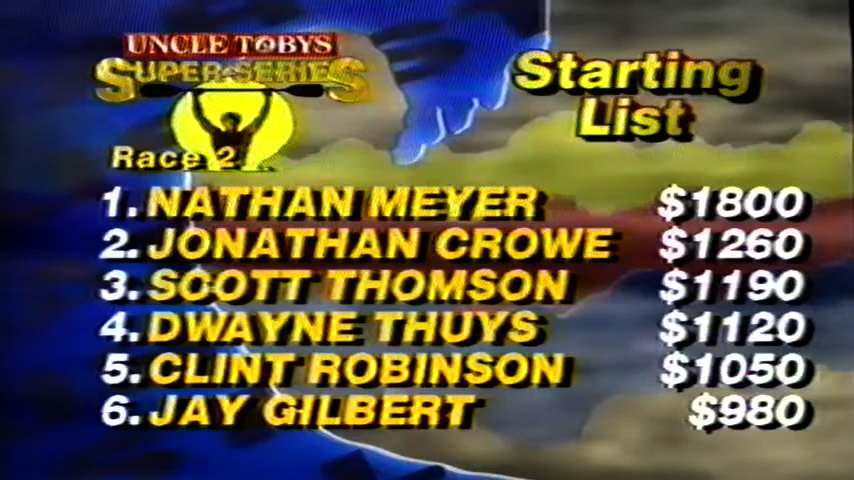 UNCLE TOBYS
SUPER SERIES
Starting
List
Race 2
1. NATHAN MEYER $1800
2. JONATHAN CROWE $1260
3. SCOTT THOMSON $1190
4. DWAYNE THUYS $1120
5. CLINT ROBINSON $1050
6. JAY GILBERT $980